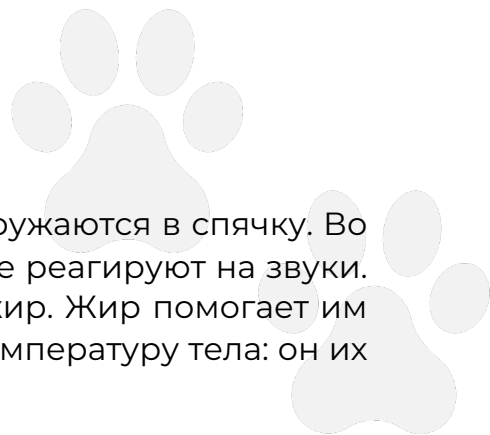 ружаются в спячку. Во
е реагируют на звуки.
жир. Жир помогает им
мпературу тела: он их